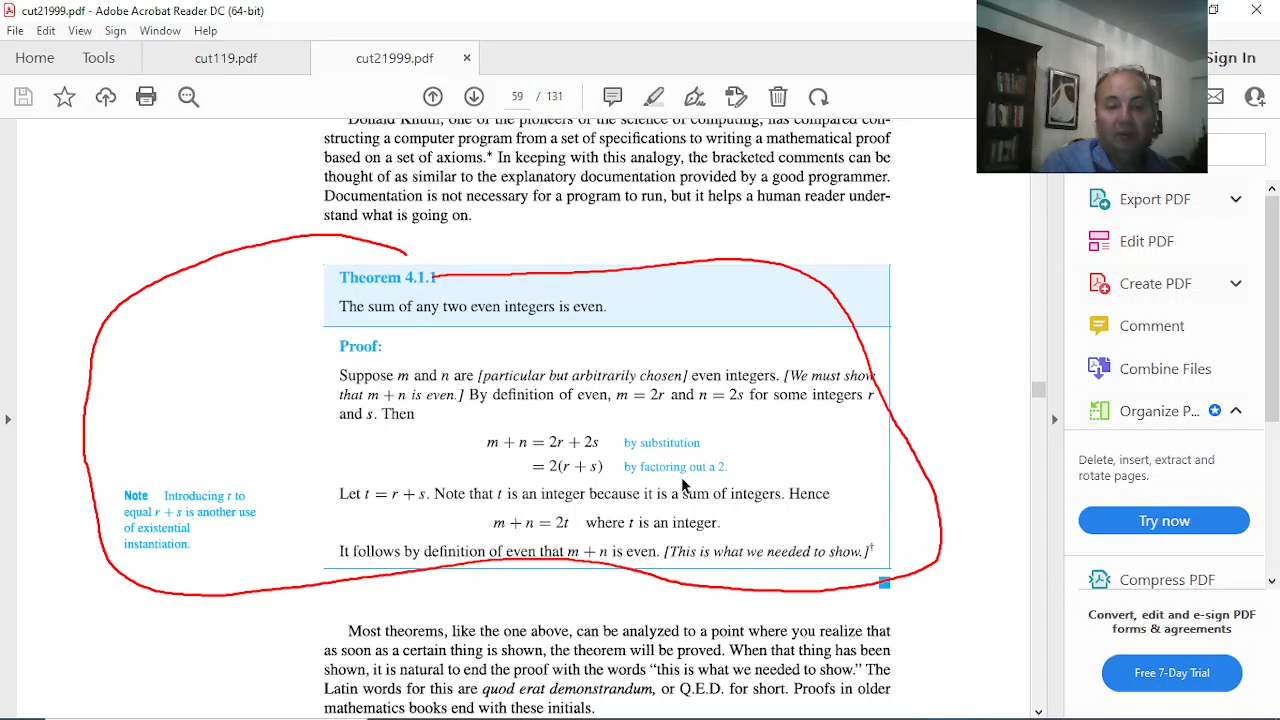 cut21999.pdf - Adobe Acrobat Reader DC (64-bit)
File Edit View Sign Window Help
Home Tools cut119.pdf cut21999.pdf × Sign In
59 / 131
Donald Knuth, one of the pioneers of the science of computing, has compared con-
structing a computer program from a set of specifications to writing a mathematical proof
based on a set of axioms.* In keeping with this analogy, the bracketed comments can be
thought of as similar to the explanatory documentation provided by a good programmer.
Documentation is not necessary for a program to run, but it helps a human reader under-
stand what is going on.
Theorem 4.1.1
The sum of any two even integers is even.
Proof:
Suppose m and n are [particular but arbitrarily chosen] even integers. [We must show
that m + n is even.] By definition of even, m = 2r and n = 2s for some integers r
and s. Then
m + n = 2r + 2s by substitution
= 2(r + s) by factoring out a 2.
Let t = r + s. Note that t is an integer because it is a sum of integers. Hence
m + n = 2t where t is an integer.
It follows by definition of even that m + n is even. [This is what we needed to show.]†
Note Introducing t to
equal r + s is another use
of existential
instantiation.
Most theorems, like the one above, can be analyzed to a point where you realize that
as soon as a certain thing is shown, the theorem will be proved. When that thing has been
shown, it is natural to end the proof with the words “this is what we needed to show.” The
Latin words for this are quod erat demonstrandum, or Q.E.D. for short. Proofs in older
mathematics books end with these initials.
Export PDF
Edit PDF
Create PDF
Comment
Combine Files
Organize P...
Delete, insert, extract and
rotate pages.
Try now
Compress PDF
Convert, edit and e-sign PDF
forms & agreements
Free 7-Day Trial